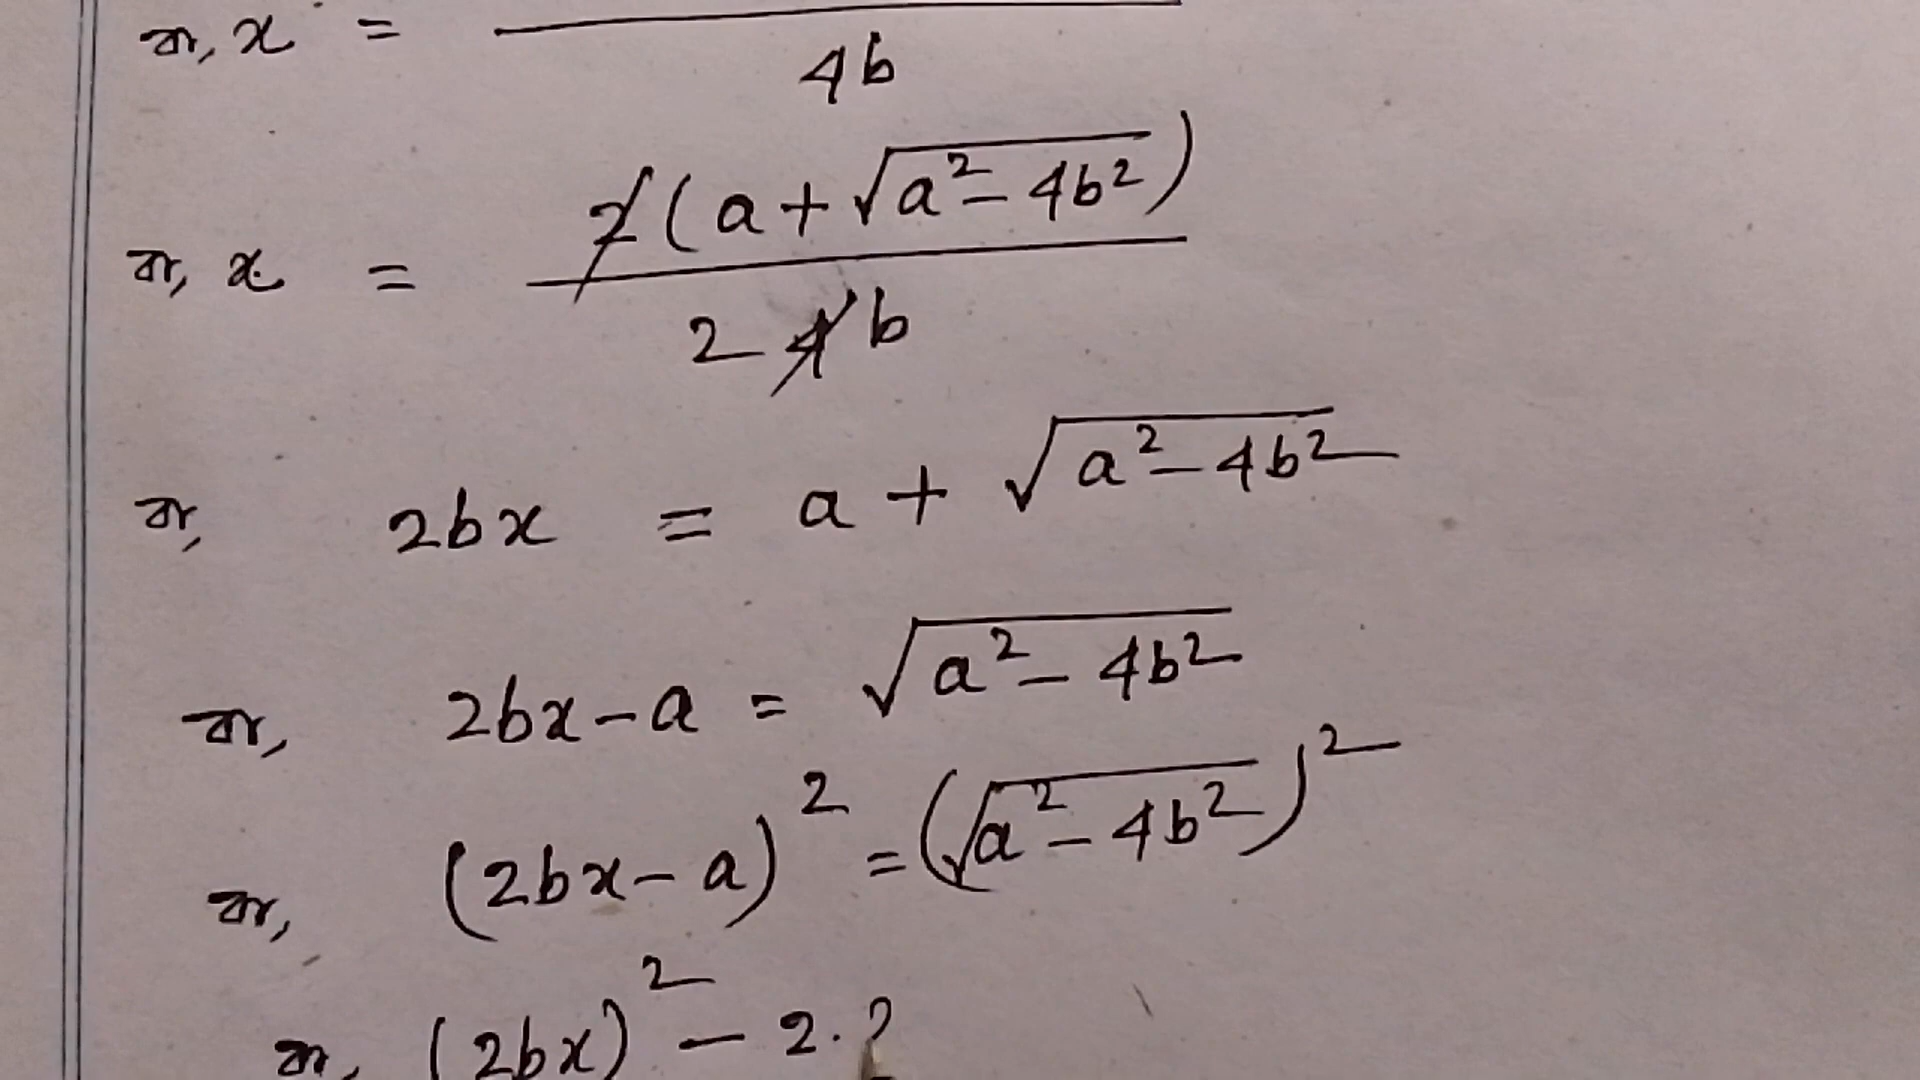 বা, x = ——— / 4b
বা, x = 2(a + √(a² - 4b²)) / 2 4b
বা, 2bx = a + √(a² - 4b²)
বা, 2bx - a = √(a² - 4b²)
বা, (2bx - a)² = (√(a² - 4b²))²
বা, (2bx)² - 2.2